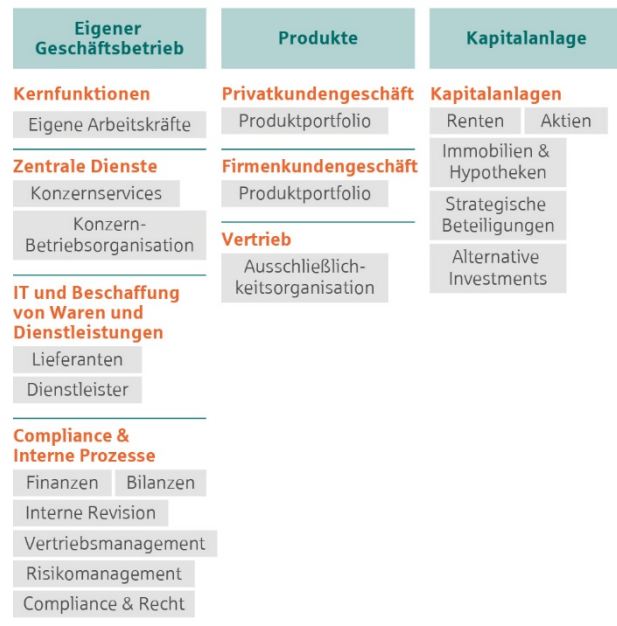 Eigener
Geschäftsbetrieb
Kernfunktionen
Eigene Arbeitskräfte
Zentrale Dienste
Konzernservices
Konzern-
Betriebsorganisation
IT und Beschaffung
von Waren und
Dienstleistungen
Lieferanten
Dienstleister
Compliance &
Interne Prozesse
Finanzen Bilanzen
Interne Revision
Vertriebsmanagement
Risikomanagement
Compliance & Recht
Produkte
Privatkundengeschäft
Produktportfolio
Firmenkundengeschäft
Produktportfolio
Vertrieb
Ausschließlich-
keitsorganisation
Kapitalanlage
Kapitalanlagen
Renten Aktien
Immobilien &
Hypotheken
Strategische
Beteiligungen
Alternative
Investments